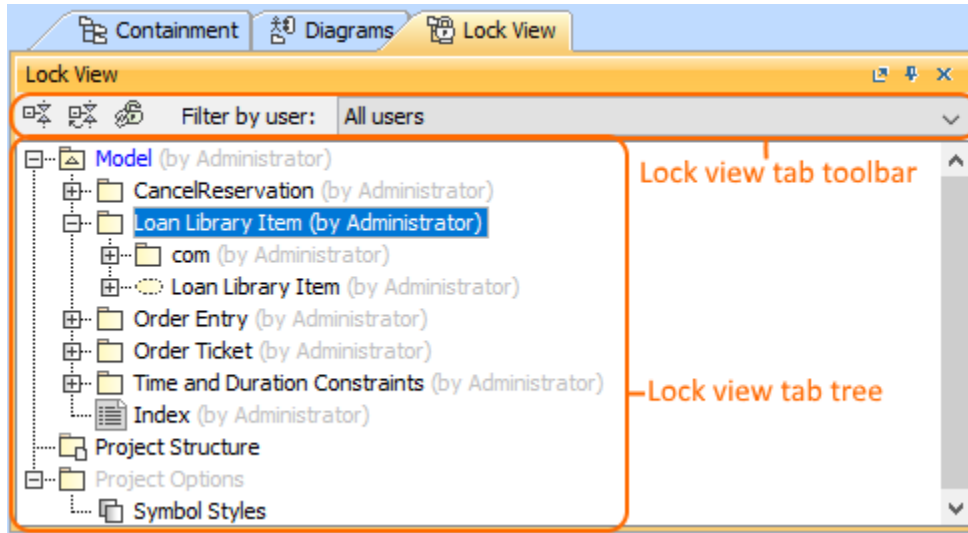 Containment Diagrams Lock View
Lock View
Filter by user: All users
Lock view tab toolbar
Model (by Administrator)
CancelReservation (by Administrator)
Loan Library Item (by Administrator)
com (by Administrator)
Loan Library Item (by Administrator)
Order Entry (by Administrator)
Order Ticket (by Administrator)
Time and Duration Constraints (by Administrator)
Lock view tab tree
Index (by Administrator)
Project Structure
Project Options
Symbol Styles